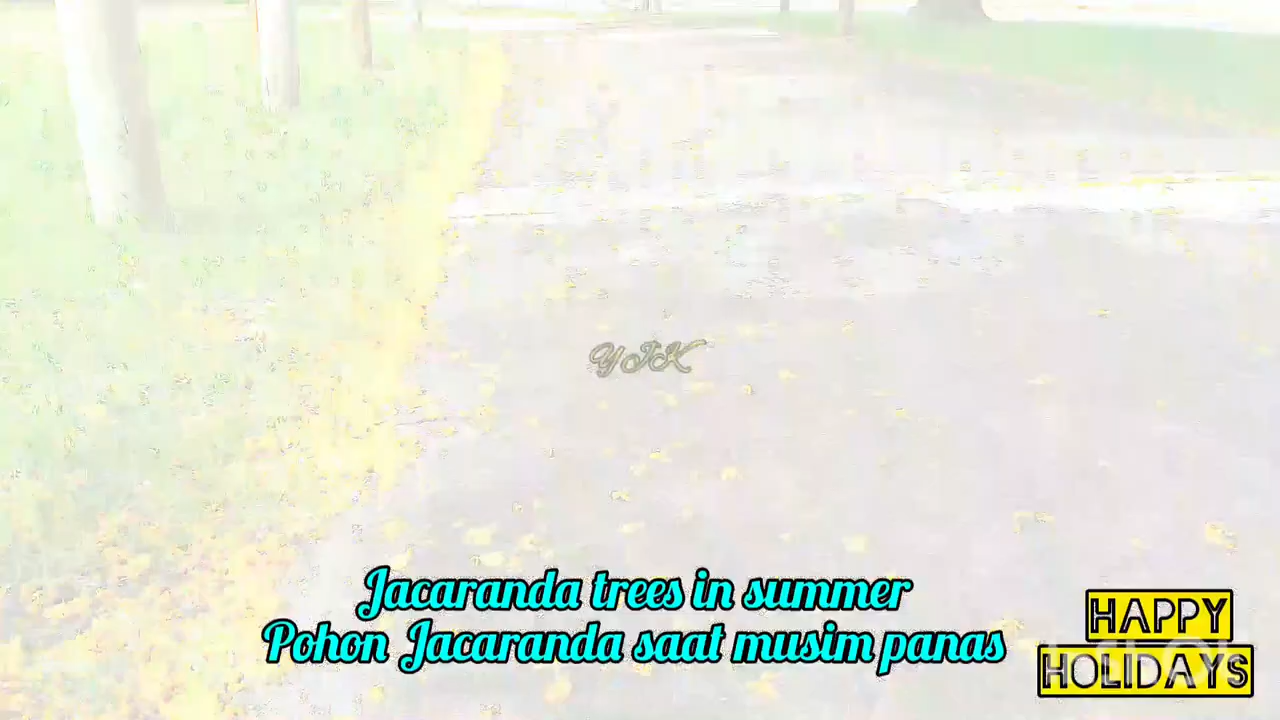 YJK
Jacaranda trees in summer
Pohon Jacaranda saat musim panas
HAPPY
HOLIDAYS